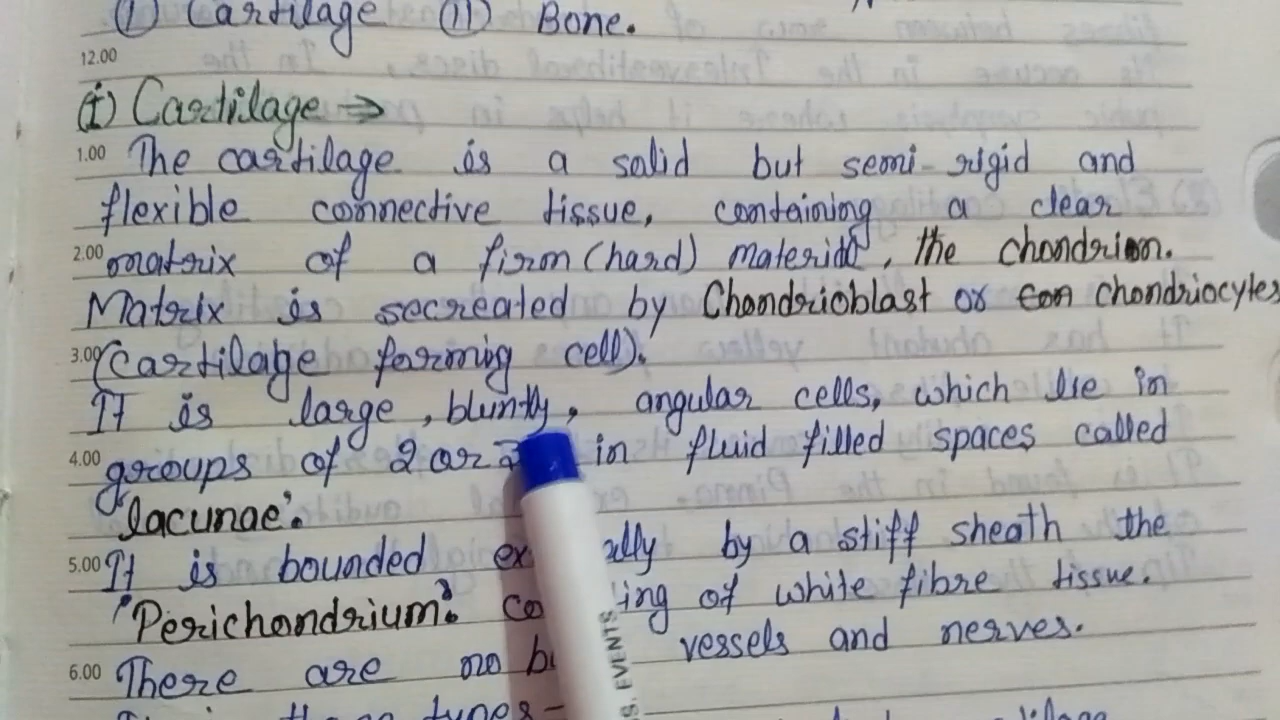 (I) Cartilage (II) Bone.
12.00
(i) Cartilage ⇒
1.00 The cartilage is a solid but semi-rigid and
flexible connective tissue, containing a clear
2.00 matrix of a firm (hard) material, the chondrion.
Matrix is secreated by Chondrioblast or chondriocytes
3.00 (cartilage forming cell).
It is large, bluntly, angular cells, which lie in
4.00 groups of 2 or in fluid filled spaces called
"lacunae".
5.00 It is bounded by a stiff sheath the
"Perichondrium". of white fibre tissue.
6.00 There are no vessels and nerves.
types-
S. EVENTS